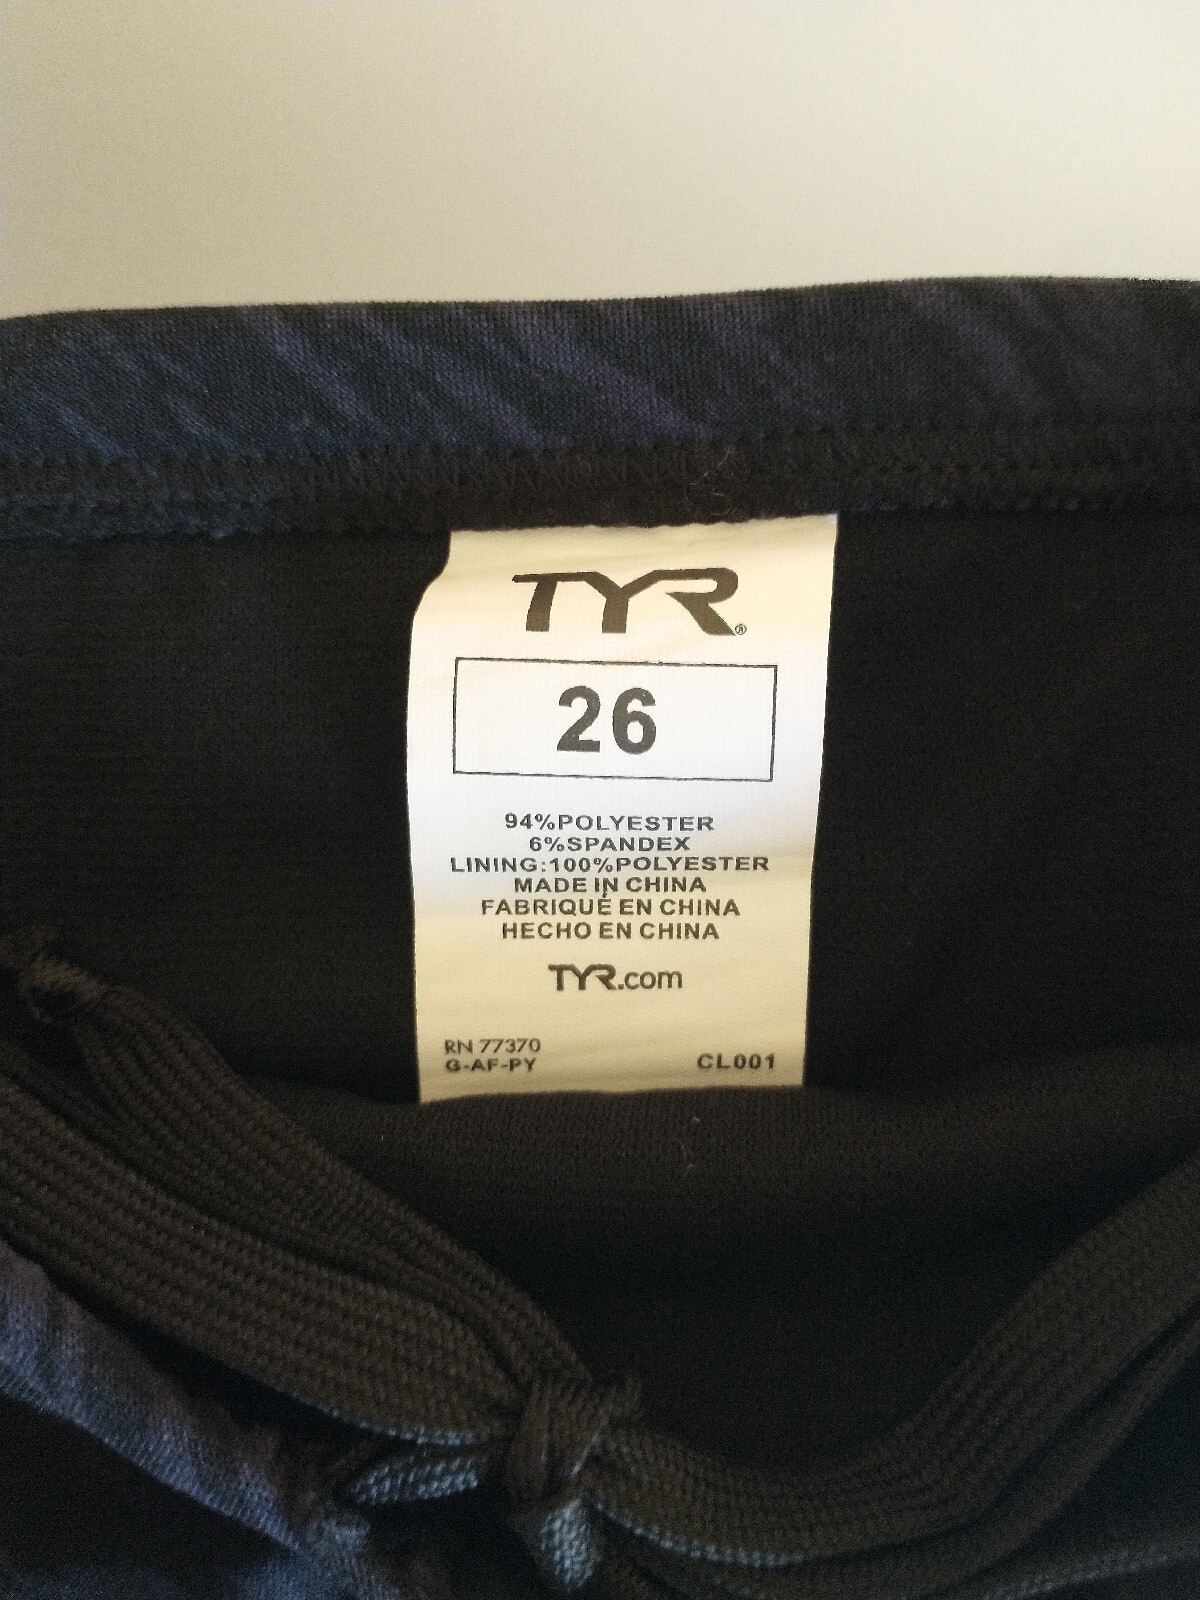 TYR®
26
94%POLYESTER
6%SPANDEX
LINING:100%POLYESTER
MADE IN CHINA
FABRIQUÉ EN CHINA
HECHO EN CHINA
TYR.com
RN 77370
G-AF-PY CL001